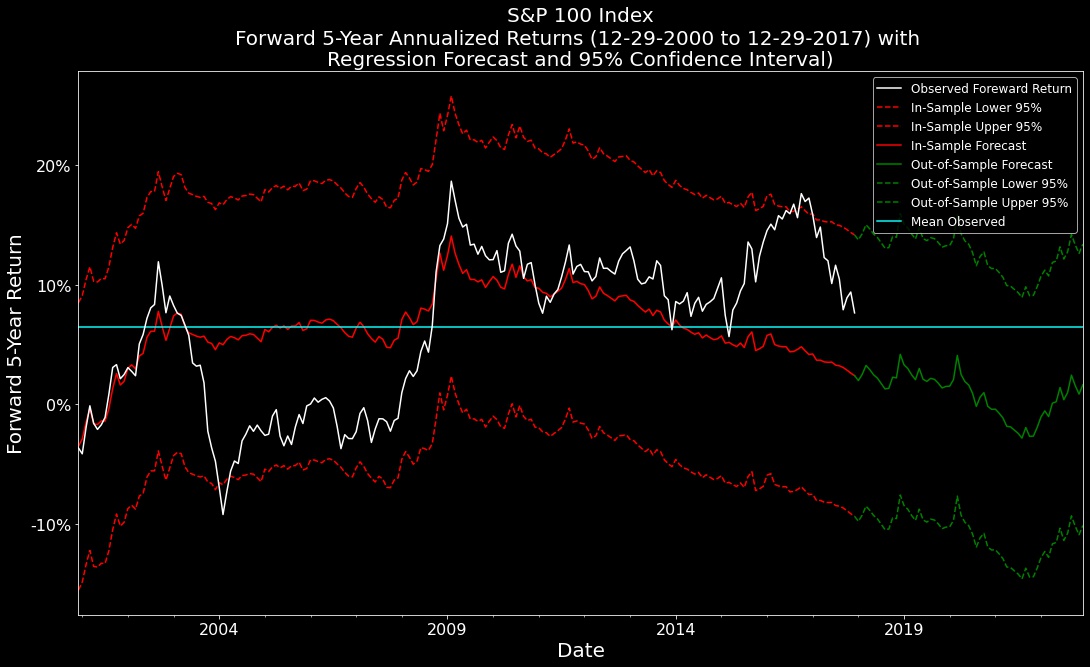 S&P 100 Index
Forward 5-Year Annualized Returns (12-29-2000 to 12-29-2017) with
Regression Forecast and 95% Confidence Interval)
Observed Foreward Return
In-Sample Lower 95%
In-Sample Upper 95%
In-Sample Forecast
Out-of-Sample Forecast
Out-of-Sample Lower 95%
Out-of-Sample Upper 95%
Mean Observed
Forward 5-Year Return
20%
10%
0%
-10%
2004
2009
2014
2019
Date